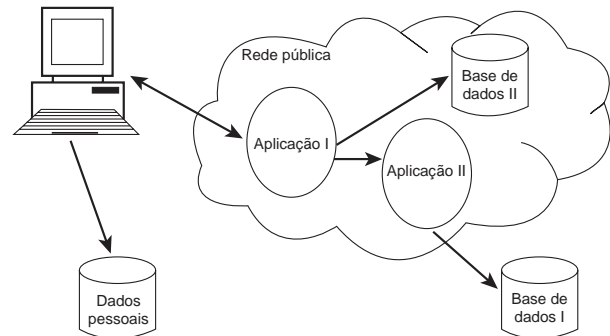 Rede pública
Base de
dados II
Aplicação I
Aplicação II
Dados
pessoais
Base de
dados I